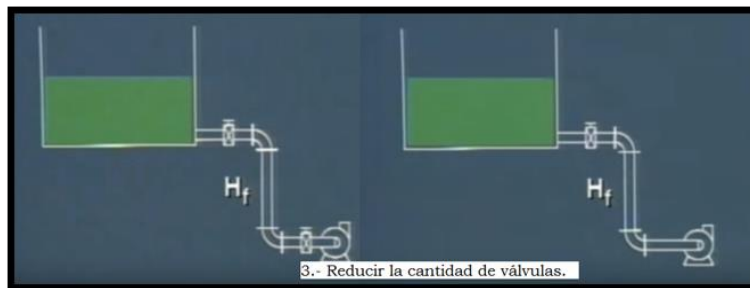 H_f
H_f
3.- Reducir la cantidad de válvulas.